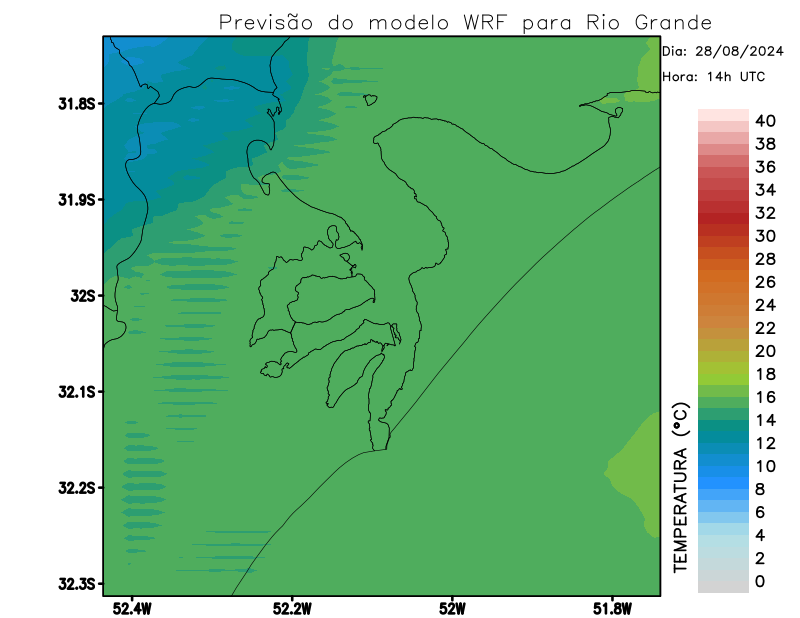 Previsão do modelo WRF para Rio Grande
Dia: 28/08/2024
Hora: 14h UTC
31.8S
31.9S
32S
32.1S
32.2S
32.3S
52.4W
52.2W
52W
51.8W
TEMPERATURA (°C)
40
38
36
34
32
30
28
26
24
22
20
18
16
14
12
10
8
6
4
2
0